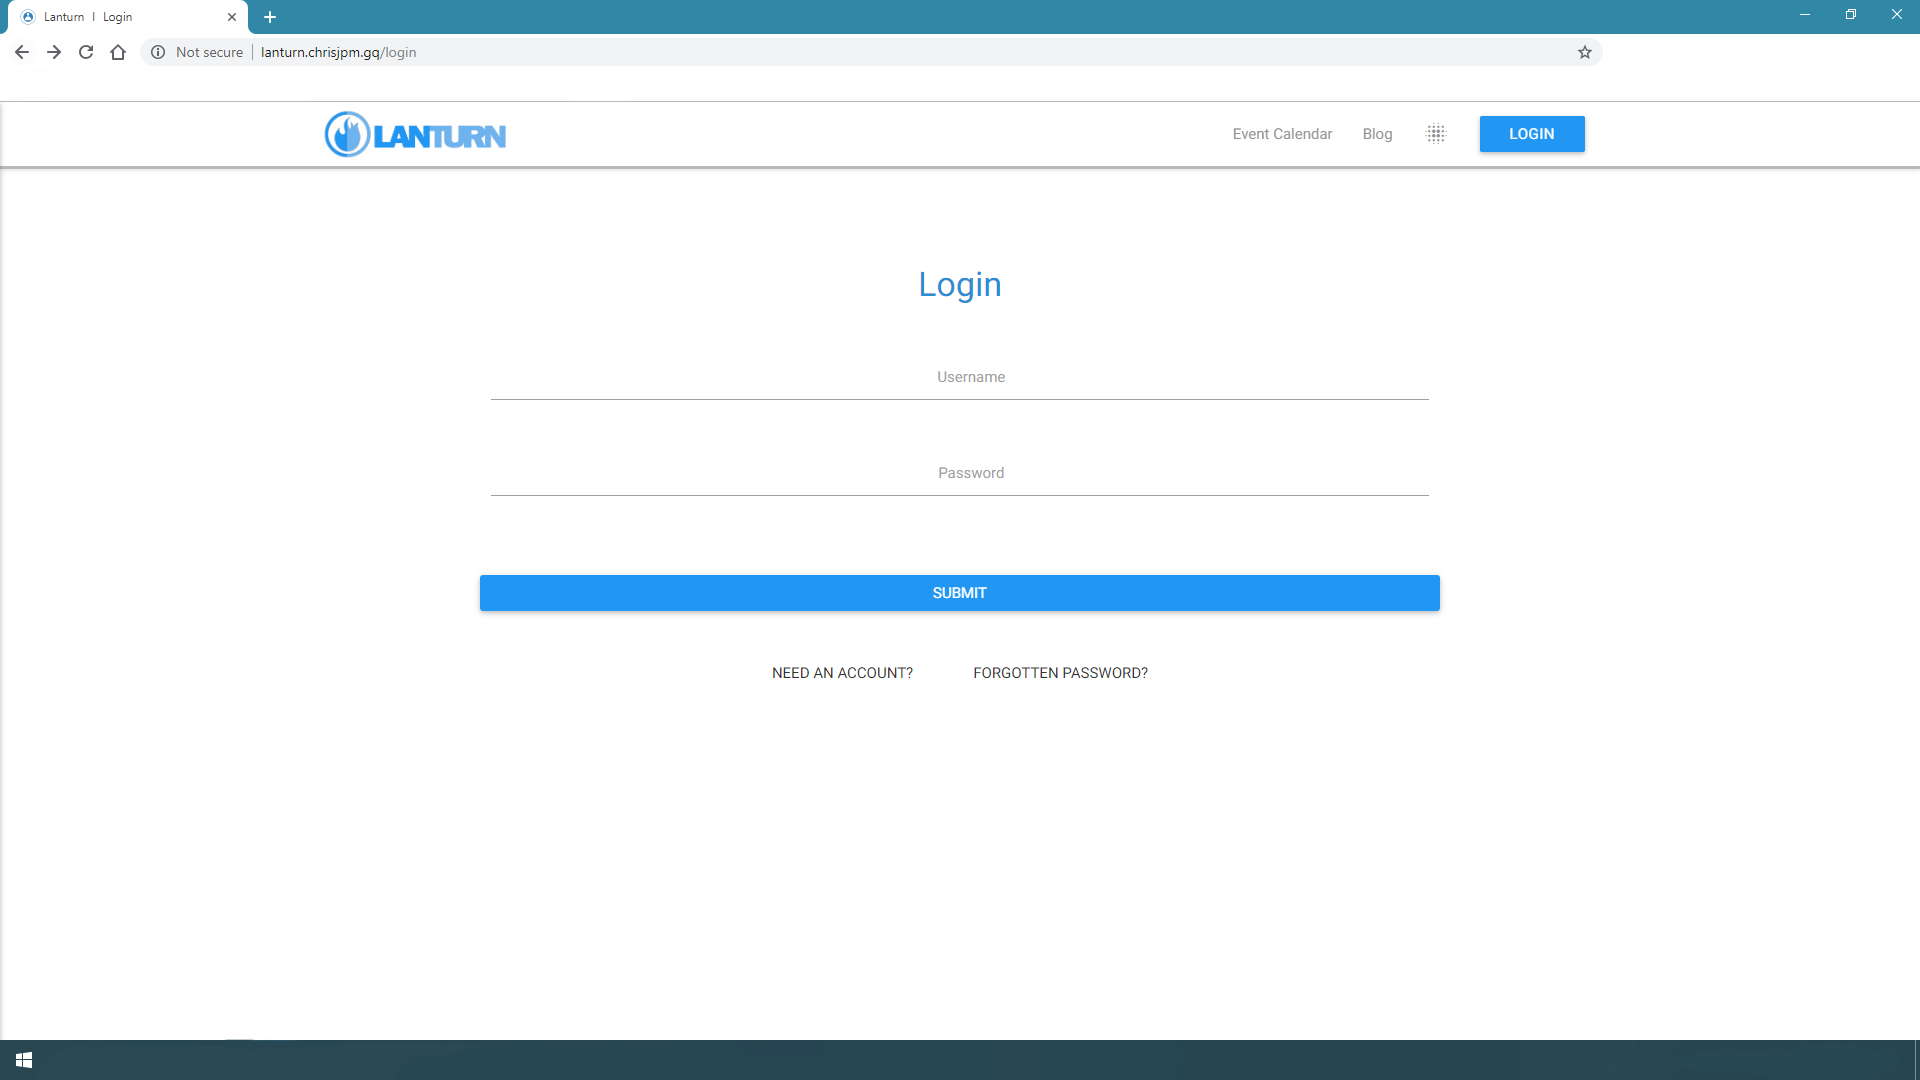 Lanturn | Login
Not secure lanturn.chrisjpm.gq/login
LANTURN
Event Calendar Blog LOGIN
Login
Username
Password
SUBMIT
NEED AN ACCOUNT? FORGOTTEN PASSWORD?